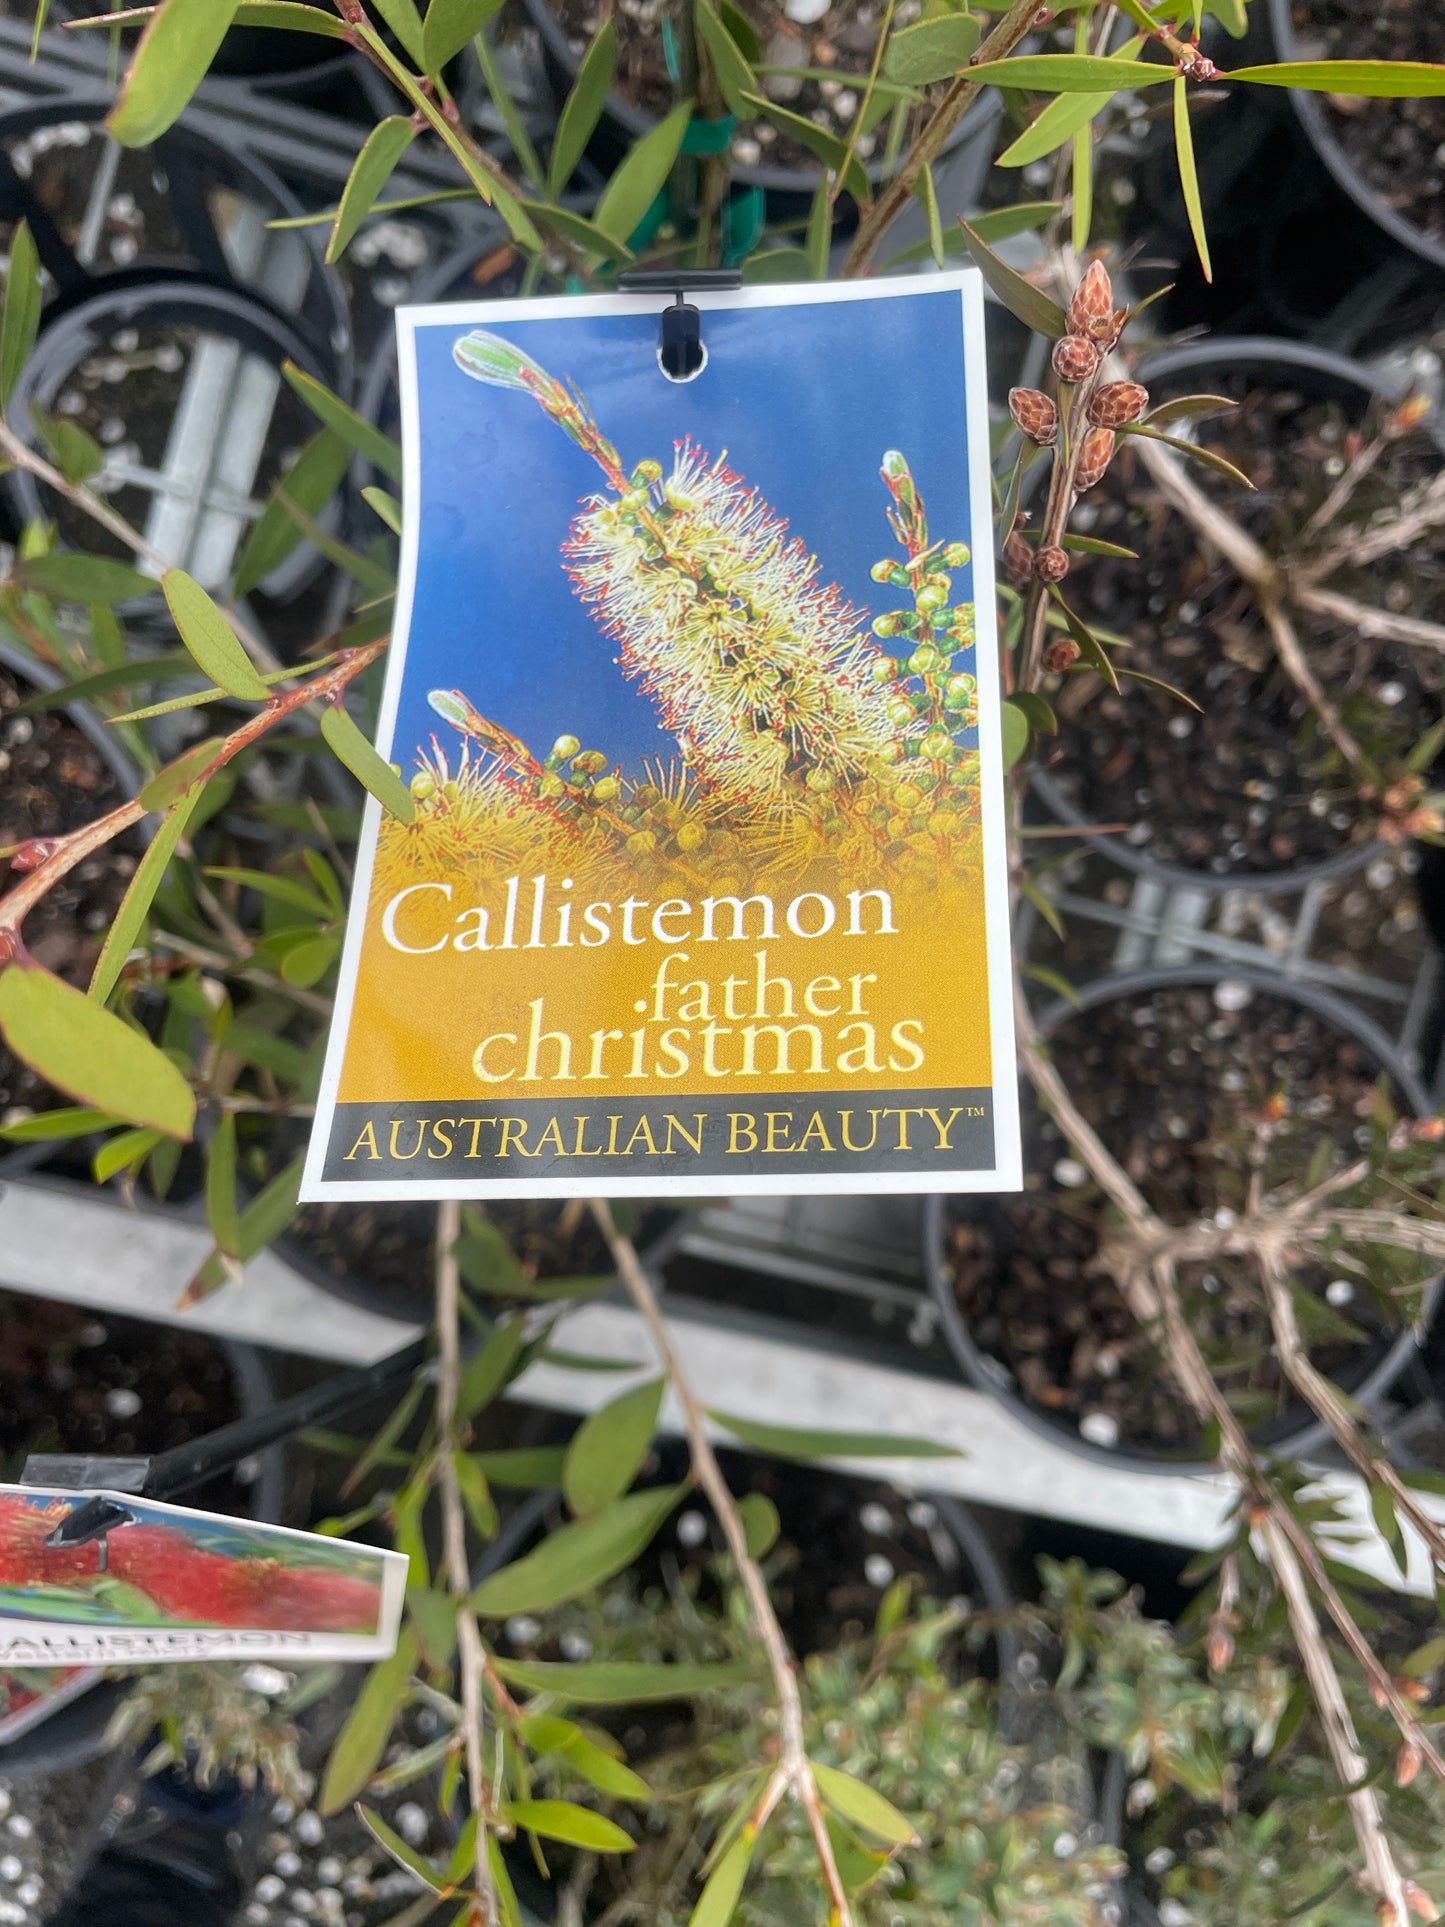 Callistemon
father
christmas
AUSTRALIAN BEAUTY™
CALLISTEMON